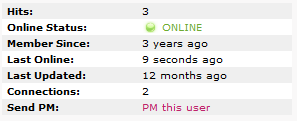 Hits: 3
Online Status: ONLINE
Member Since: 3 years ago
Last Online: 9 seconds ago
Last Updated: 12 months ago
Connections: 2
Send PM: PM this user